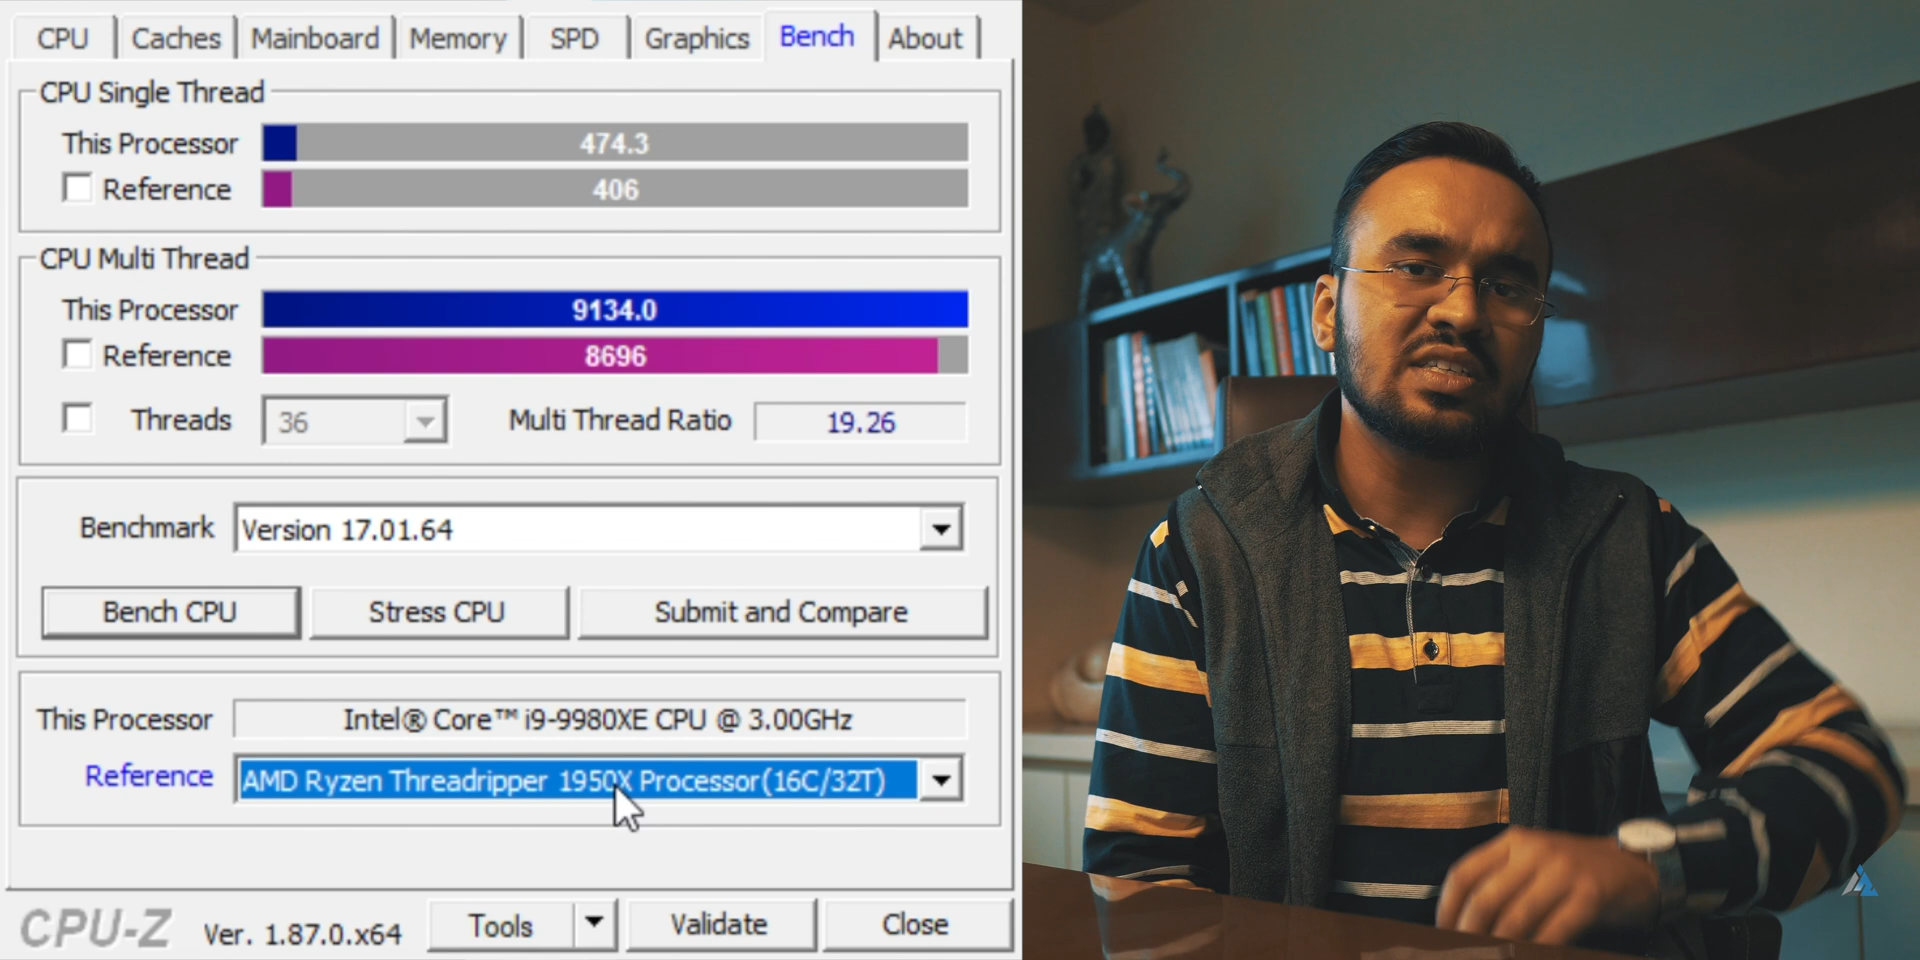 CPU Caches Mainboard Memory SPD Graphics Bench About
CPU Single Thread
This Processor 474.3
Reference 406
CPU Multi Thread
This Processor 9134.0
Reference 8696
Threads 36 Multi Thread Ratio 19.26
Benchmark Version 17.01.64
Bench CPU Stress CPU Submit and Compare
This Processor Intel® Core™ i9-9980XE CPU @ 3.00GHz
Reference AMD Ryzen Threadripper 1950X Processor(16C/32T)
CPU-Z Ver. 1.87.0.x64 Tools Validate Close